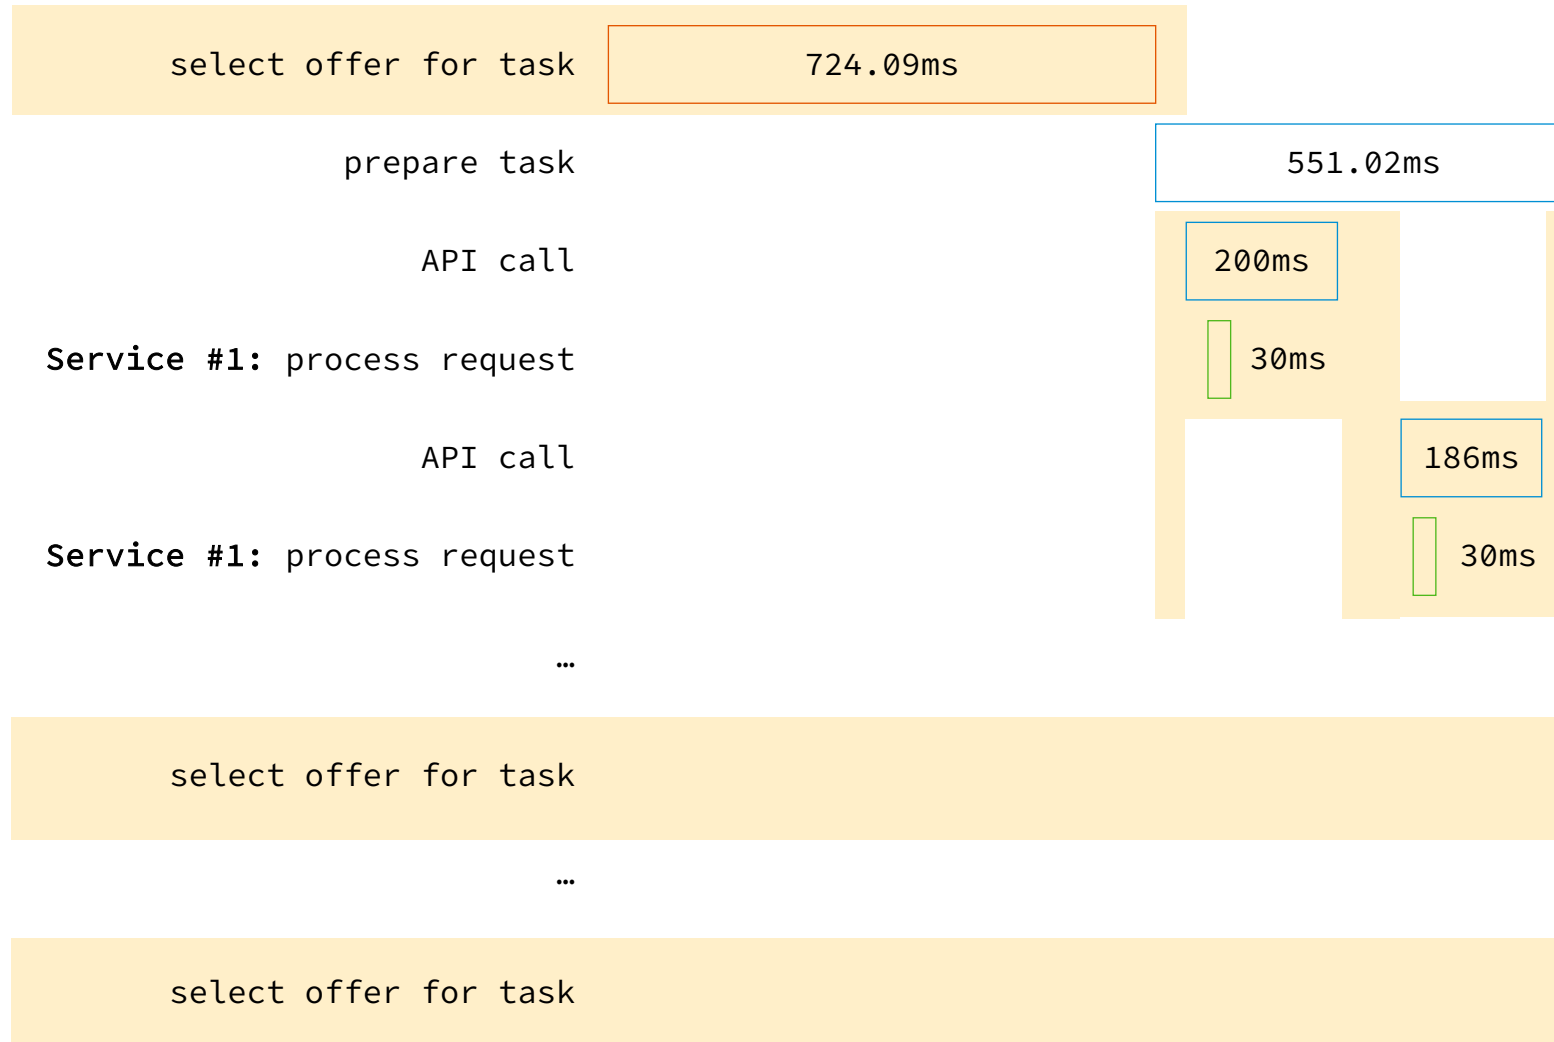 select offer for task 724.09ms
prepare task 551.02ms
API call 200ms
Service #1: process request 30ms
API call 186ms
Service #1: process request 30ms
…
select offer for task
…
select offer for task